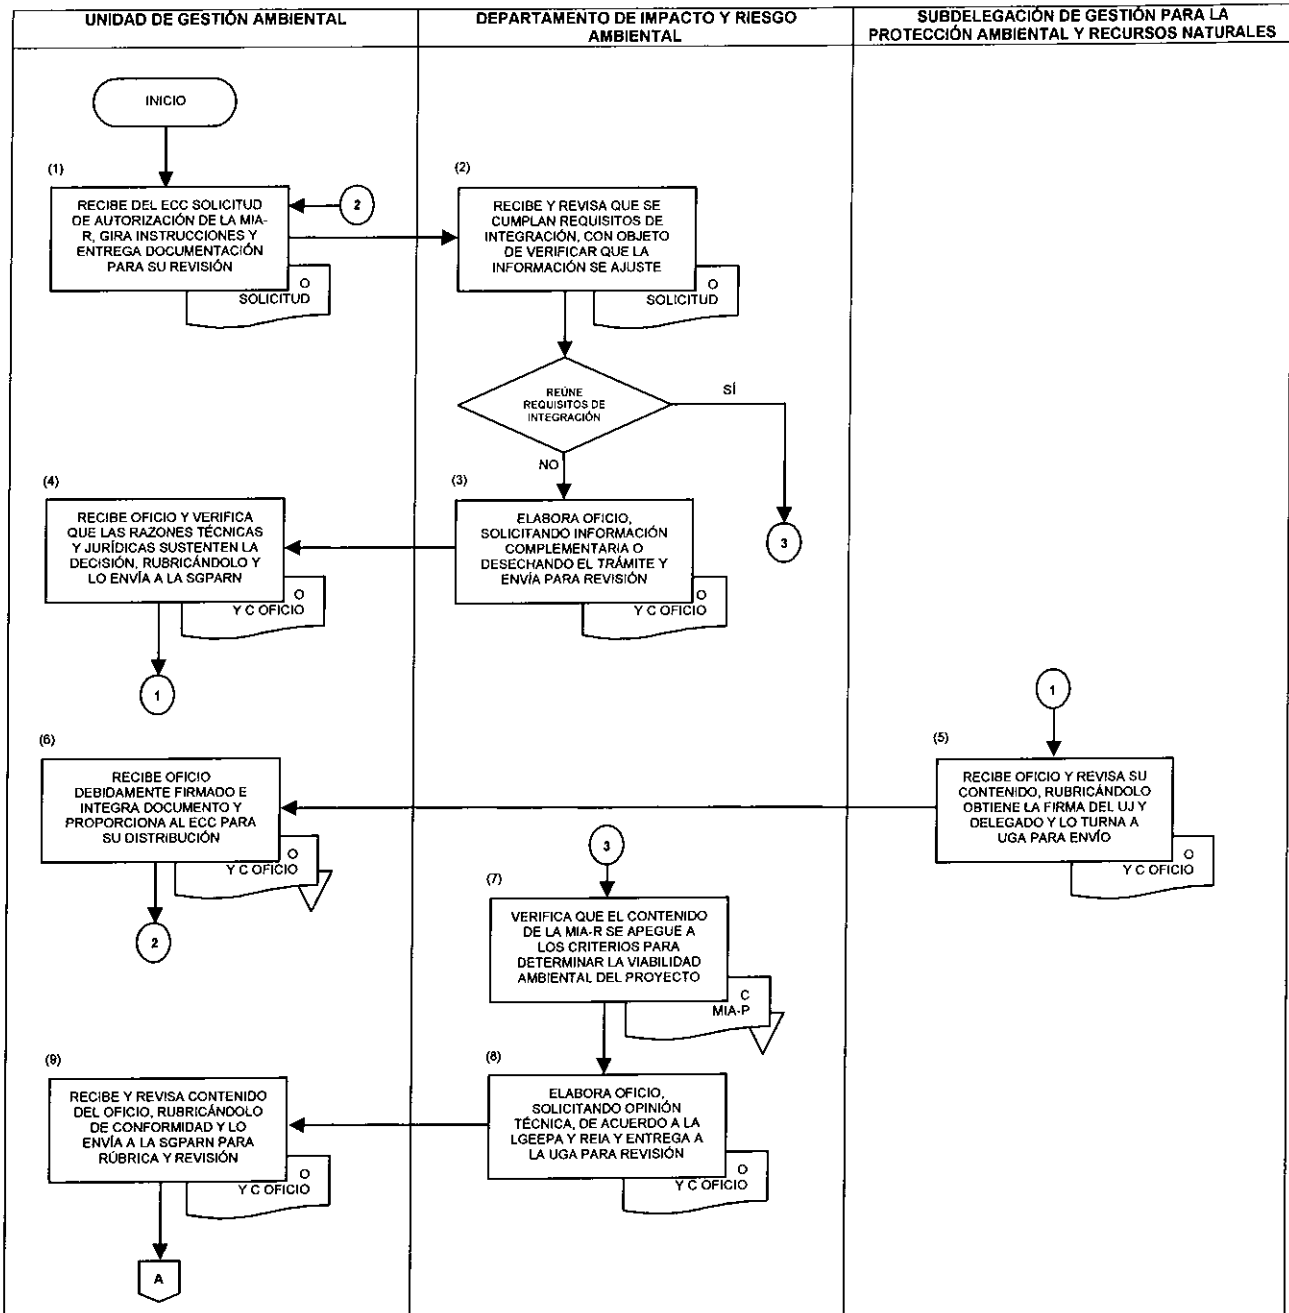 UNIDAD DE GESTIÓN AMBIENTAL
DEPARTAMENTO DE IMPACTO Y RIESGO
AMBIENTAL
SUBDELEGACIÓN DE GESTIÓN PARA LA
PROTECCIÓN AMBIENTAL Y RECURSOS NATURALES
INICIO
(1)
RECIBE DEL ECC SOLICITUD
DE AUTORIZACIÓN DE LA MIA-
R, GIRA INSTRUCCIONES Y
ENTREGA DOCUMENTACIÓN
PARA SU REVISIÓN
O
SOLICITUD
2
(2)
RECIBE Y REVISA QUE SE
CUMPLAN REQUISITOS DE
INTEGRACIÓN, CON OBJETO
DE VERIFICAR QUE LA
INFORMACIÓN SE AJUSTE
O
SOLICITUD
REÚNE
REQUISITOS DE
INTEGRACIÓN
SÍ
NO
3
(3)
ELABORA OFICIO,
SOLICITANDO INFORMACIÓN
COMPLEMENTARIA O
DESECHANDO EL TRÁMITE Y
ENVÍA PARA REVISIÓN
O
Y C OFICIO
(4)
RECIBE OFICIO Y VERIFICA
QUE LAS RAZONES TÉCNICAS
Y JURÍDICAS SUSTENTEN LA
DECISIÓN, RUBRICÁNDOLO Y
LO ENVÍA A LA SGPARN
O
Y C OFICIO
1
1
(5)
RECIBE OFICIO Y REVISA SU
CONTENIDO, RUBRICÁNDOLO
OBTIENE LA FIRMA DEL UJ Y
DELEGADO Y LO TURNA A
UGA PARA ENVÍO
O
Y C OFICIO
(6)
RECIBE OFICIO
DEBIDAMENTE FIRMADO E
INTEGRA DOCUMENTO Y
PROPORCIONA AL ECC PARA
SU DISTRIBUCIÓN
O
Y C OFICIO
2
3
(7)
VERIFICA QUE EL CONTENIDO
DE LA MIA-R SE APEGUE A
LOS CRITERIOS PARA
DETERMINAR LA VIABILIDAD
AMBIENTAL DEL PROYECTO
C
MIA-P
(8)
ELABORA OFICIO,
SOLICITANDO OPINIÓN
TÉCNICA, DE ACUERDO A LA
LGEEPA Y REIA Y ENTREGA A
LA UGA PARA REVISIÓN
O
Y C OFICIO
(9)
RECIBE Y REVISA CONTENIDO
DEL OFICIO, RUBRICÁNDOLO
DE CONFORMIDAD Y LO
ENVÍA A LA SGPARN PARA
RÚBRICA Y REVISIÓN
O
Y C OFICIO
A